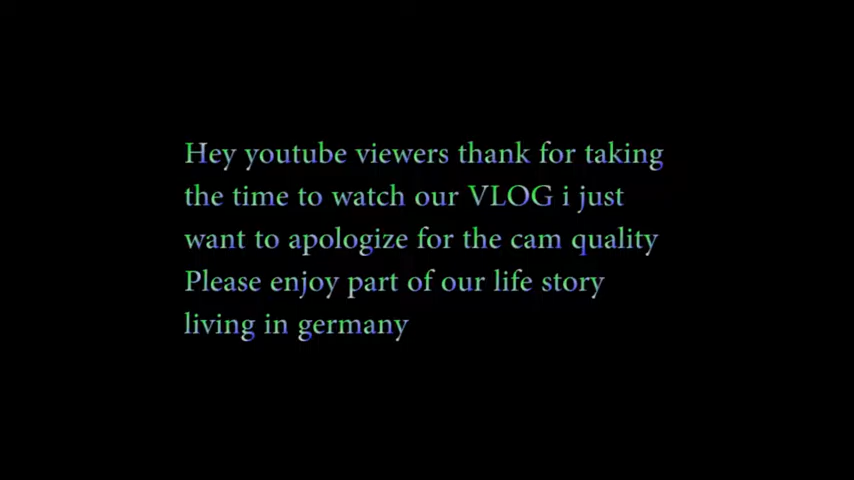 Hey youtube viewers thank for taking
the time to watch our VLOG i just
want to apologize for the cam quality
Please enjoy part of our life story
living in germany